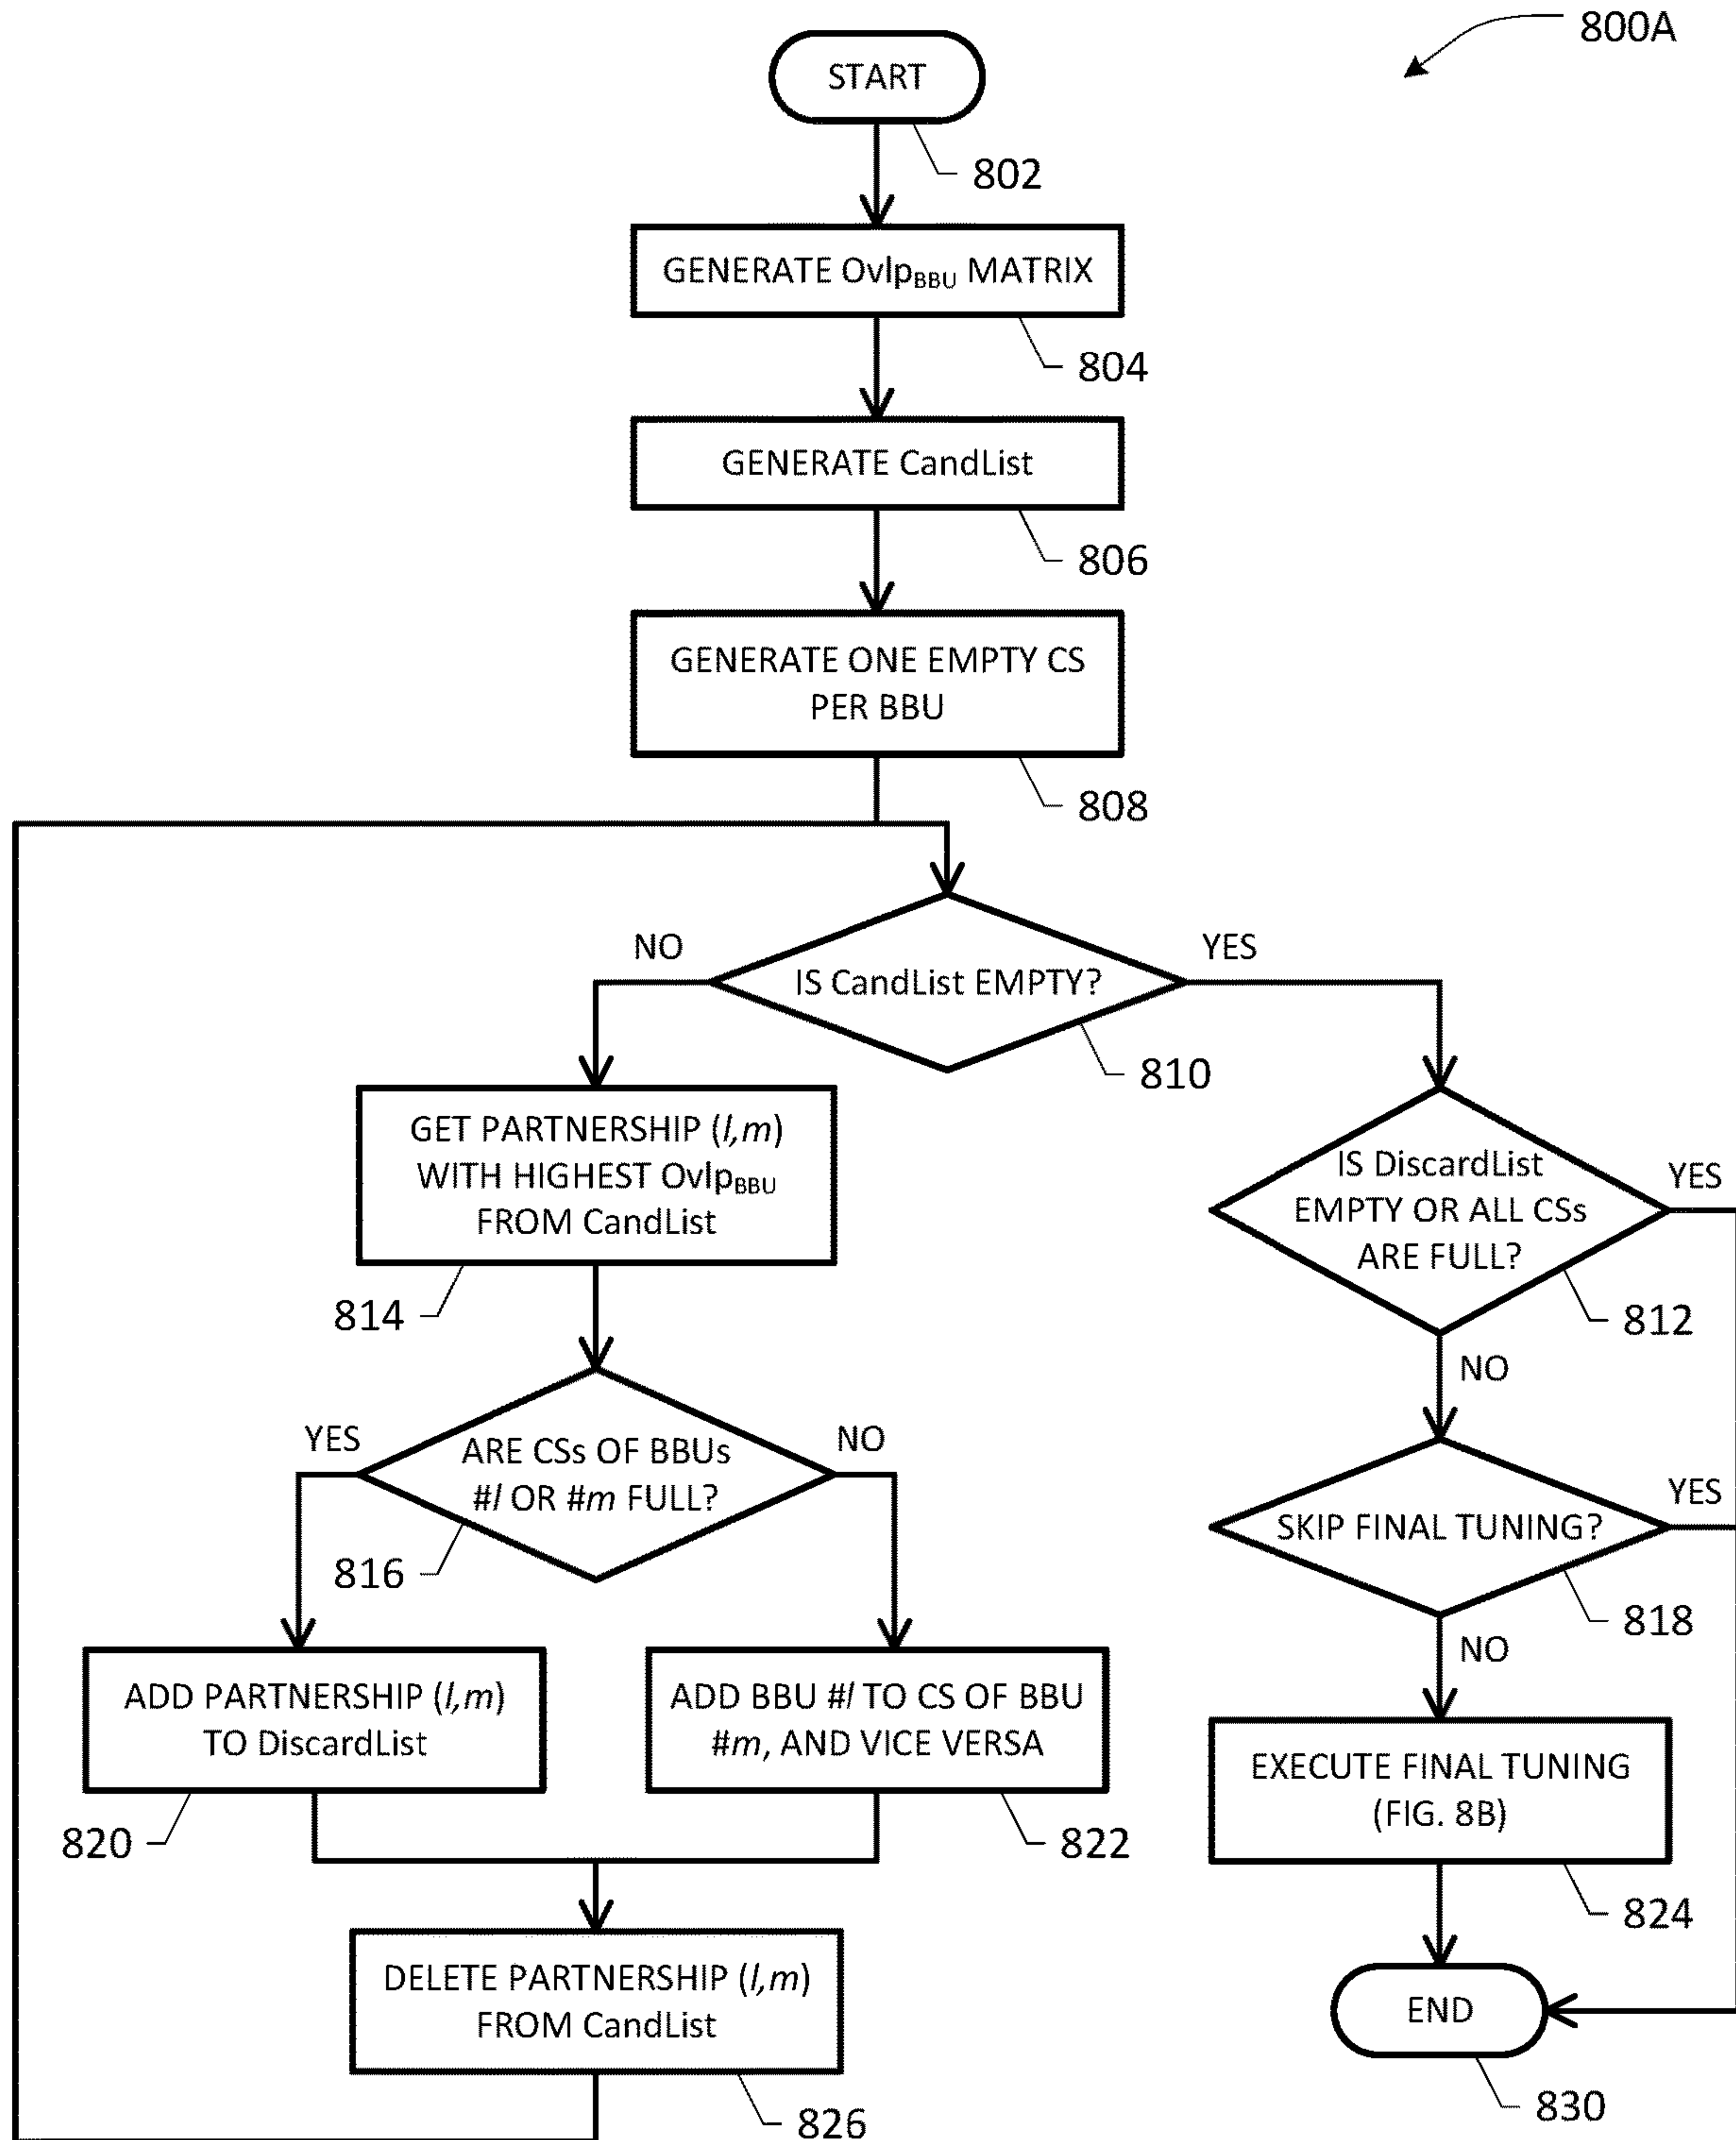 800A
START
802
GENERATE OvlpBBU MATRIX
804
GENERATE CandList
806
GENERATE ONE EMPTY CS
PER BBU
808
NO
YES
IS CandList EMPTY?
810
GET PARTNERSHIP (l,m)
WITH HIGHEST OvlpBBU
FROM CandList
814
IS DiscardList
EMPTY OR ALL CSs
ARE FULL?
YES
812
NO
YES
NO
ARE CSs OF BBUs
#l OR #m FULL?
816
SKIP FINAL TUNING?
YES
818
NO
ADD PARTNERSHIP (l,m)
TO DiscardList
820
ADD BBU #l TO CS OF BBU
#m, AND VICE VERSA
822
EXECUTE FINAL TUNING
(FIG. 8B)
824
DELETE PARTNERSHIP (l,m)
FROM CandList
826
END
830